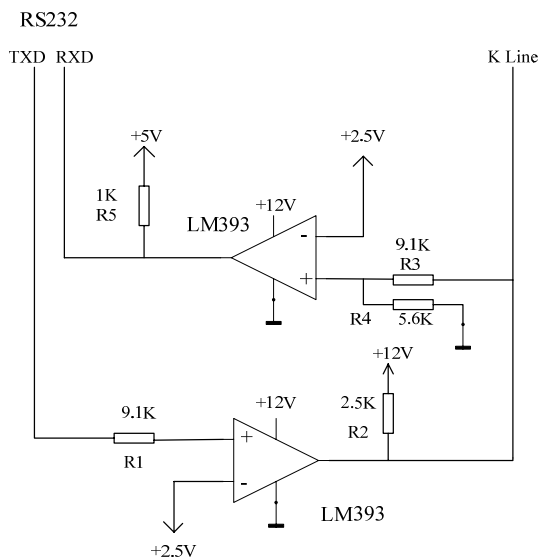 RS232
TXD RXD
K Line
+5V
+2.5V
1K
R5
LM393
+12V
-
+
9.1K
R3
R4
5.6K
+12V
2.5K
R2
9.1K
R1
+12V
+
-
LM393
+2.5V